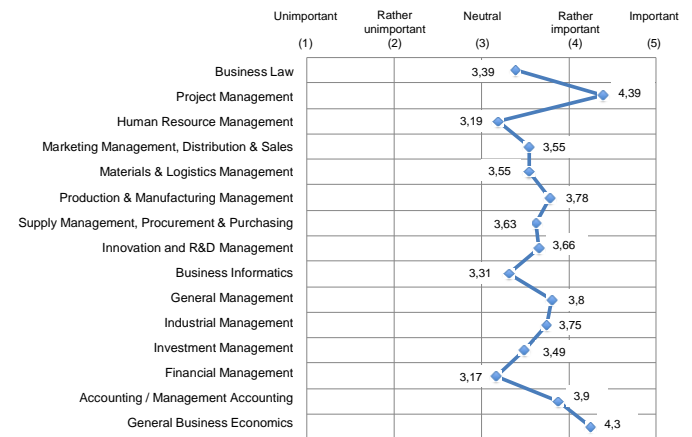 Unimportant Rather unimportant Neutral Rather important Important
(1) (2) (3) (4) (5)
Business Law 3,39
Project Management 4,39
Human Resource Management 3,19
Marketing Management, Distribution & Sales 3,55
Materials & Logistics Management 3,55
Production & Manufacturing Management 3,78
Supply Management, Procurement & Purchasing 3,63
Innovation and R&D Management 3,66
Business Informatics 3,31
General Management 3,8
Industrial Management 3,75
Investment Management 3,49
Financial Management 3,17
Accounting / Management Accounting 3,9
General Business Economics 4,3